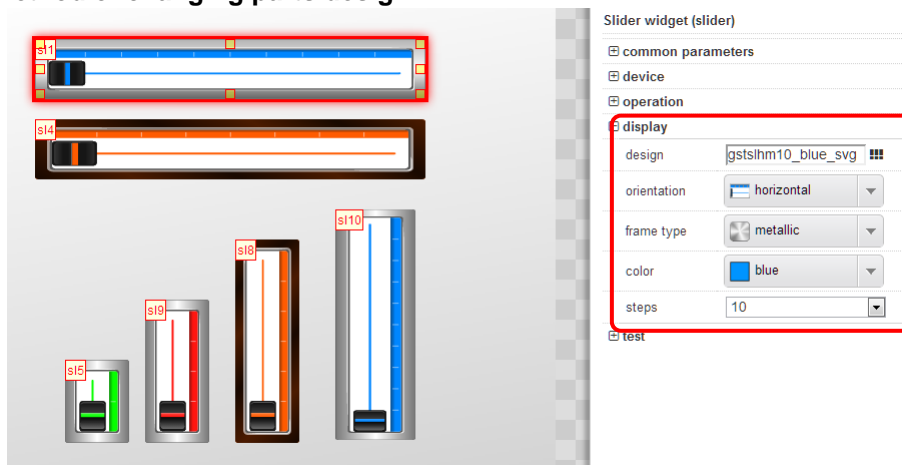 Slider widget (slider)
sl1
common parameters
device
operation
sl4
display
design gstslhm10_blue_svg
orientation horizontal
frame type metallic
color blue
steps 10
test
sl10
sl8
sl9
sl5